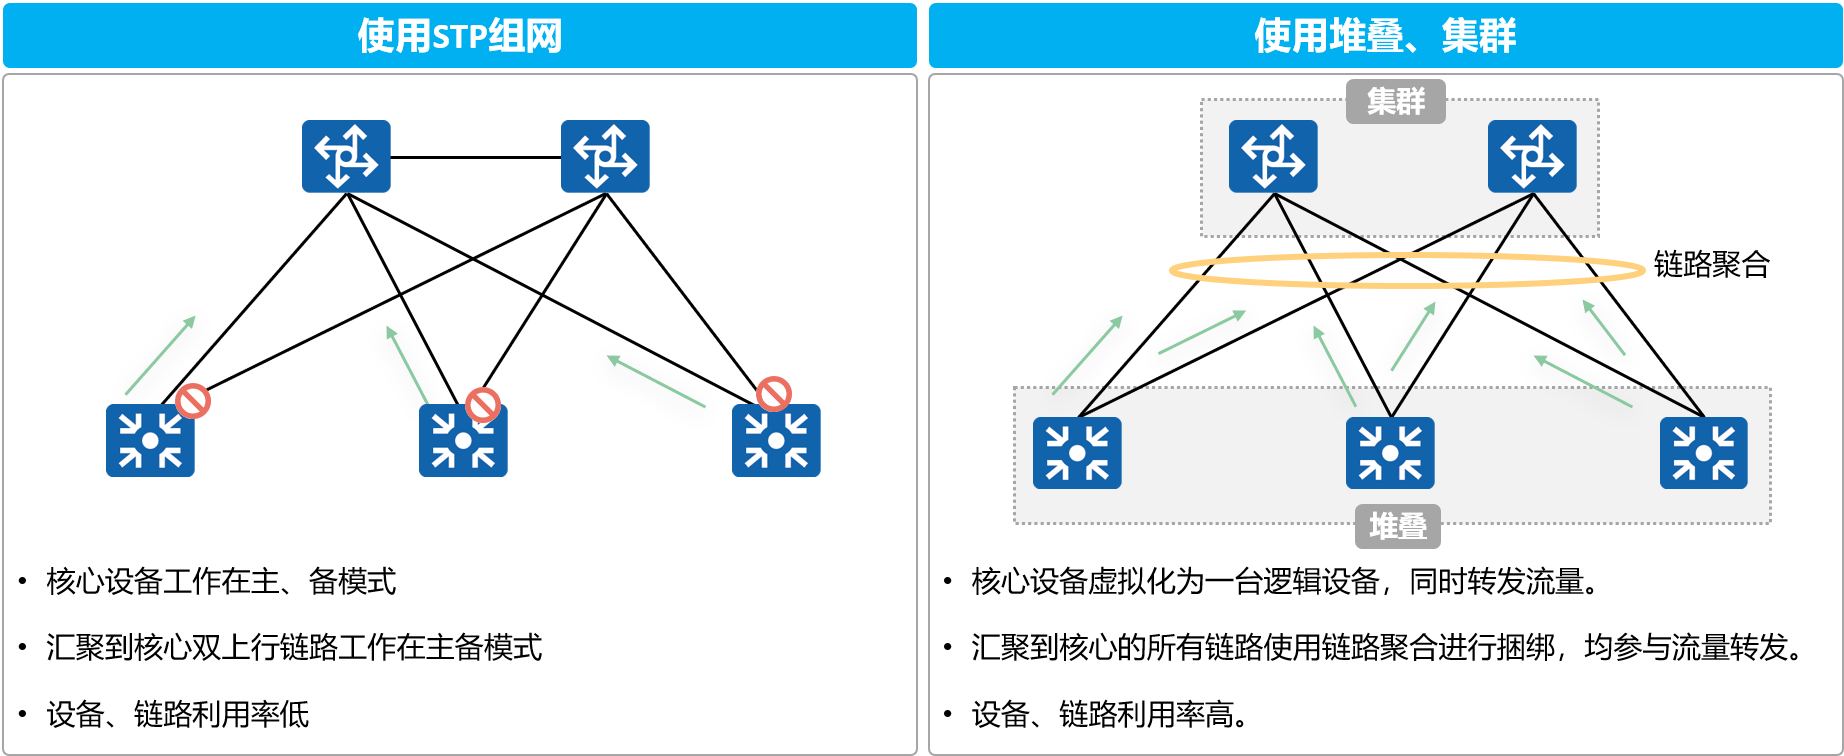 使用STP组网
核心设备工作在主、备模式
汇聚到核心双上行链路工作在主备模式
设备、链路利用率低
使用堆叠、集群
集群
链路聚合
堆叠
核心设备虚拟化为一台逻辑设备，同时转发流量。
汇聚到核心的所有链路使用链路聚合进行捆绑，均参与流量转发。
设备、链路利用率高。